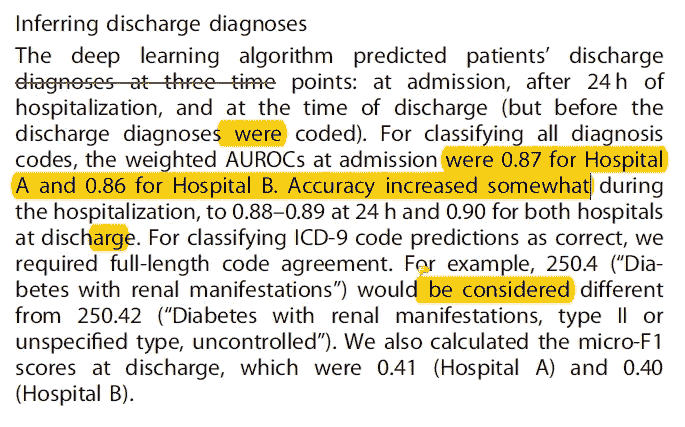 Inferring discharge diagnoses
The deep learning algorithm predicted patients’ discharge
diagnoses at three time points: at admission, after 24 h of
hospitalization, and at the time of discharge (but before the
discharge diagnoses were coded). For classifying all diagnosis
codes, the weighted AUROCs at admission were 0.87 for Hospital
A and 0.86 for Hospital B. Accuracy increased somewhat during
the hospitalization, to 0.88–0.89 at 24 h and 0.90 for both hospitals
at discharge. For classifying ICD-9 code predictions as correct, we
required full-length code agreement. For example, 250.4 (“Dia-
betes with renal manifestations”) would be considered different
from 250.42 (“Diabetes with renal manifestations, type II or
unspecified type, uncontrolled”). We also calculated the micro-F1
scores at discharge, which were 0.41 (Hospital A) and 0.40
(Hospital B).